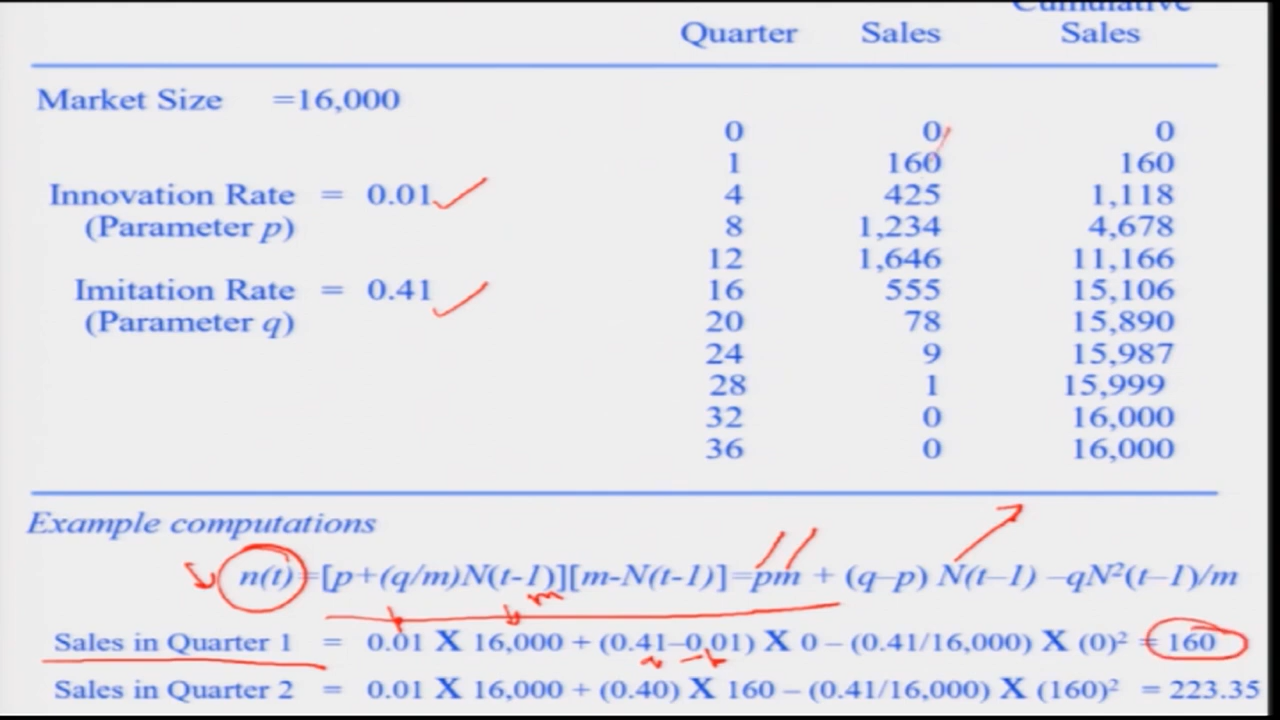 Cumulative
Quarter Sales Sales
Market Size =16,000
0 0 0
1 160 160
Innovation Rate = 0.01 4 425 1,118
(Parameter p) 8 1,234 4,678
12 1,646 11,166
Imitation Rate = 0.41 16 555 15,106
(Parameter q) 20 78 15,890
24 9 15,987
28 1 15,999
32 0 16,000
36 0 16,000
Example computations
n(t)=[p+(q/m)N(t-1)][m-N(t-1)]=pm + (q–p) N(t–1) –qN²(t–1)/m
m
Sales in Quarter 1 = 0.01 X 16,000 + (0.41–0.01) X 0 – (0.41/16,000) X (0)² = 160
Sales in Quarter 2 = 0.01 X 16,000 + (0.40) X 160 – (0.41/16,000) X (160)² = 223.35